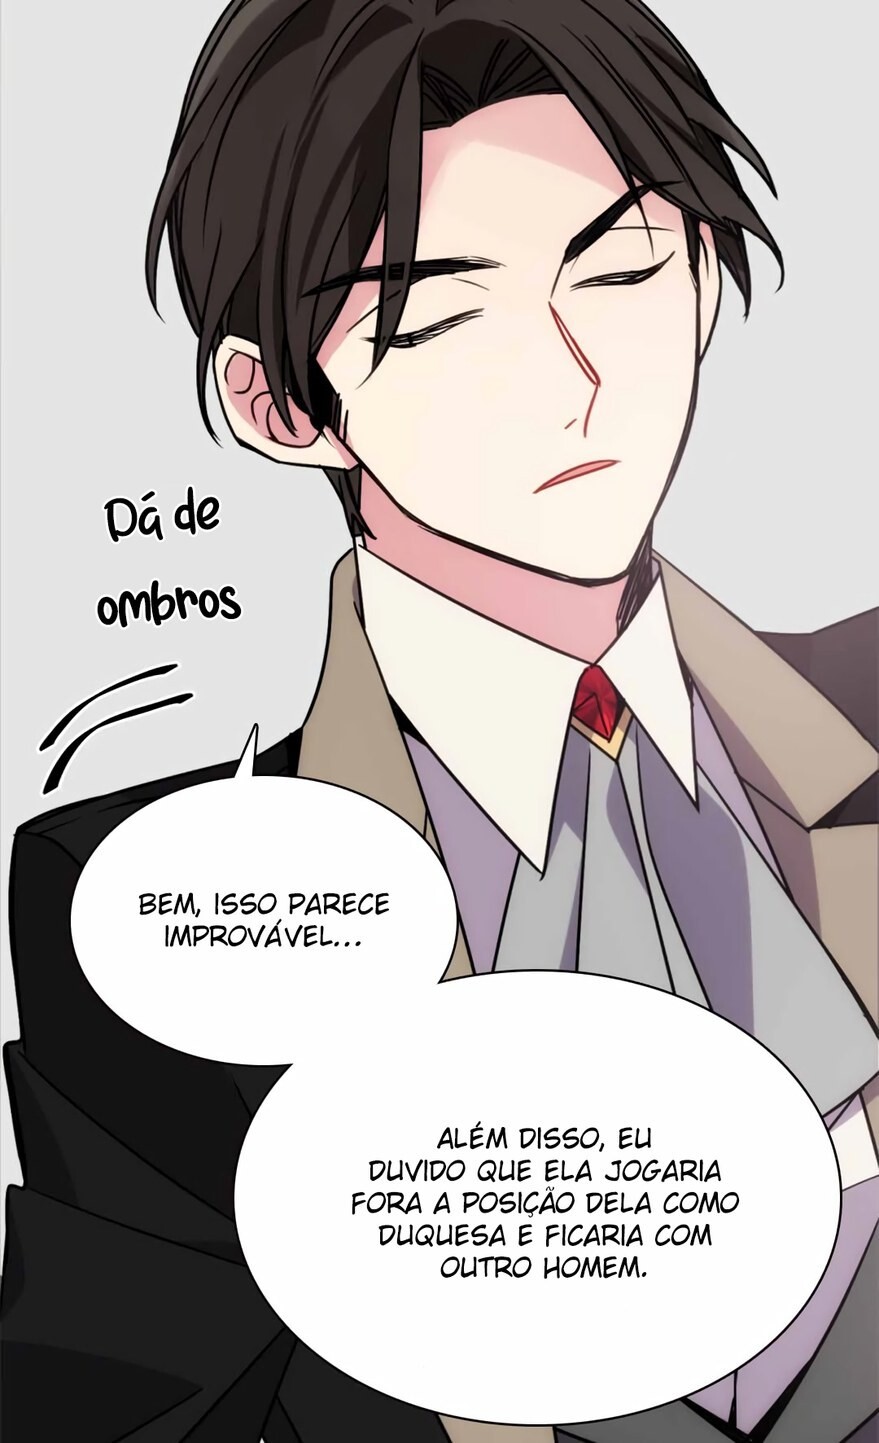 Dá de
ombros
BEM, ISSO PARECE
IMPROVÁVEL...
ALÉM DISSO, EU
DUVIDO QUE ELA JOGARIA
FORA A POSIÇÃO DELA COMO
DUQUESA E FICARIA COM
OUTRO HOMEM.